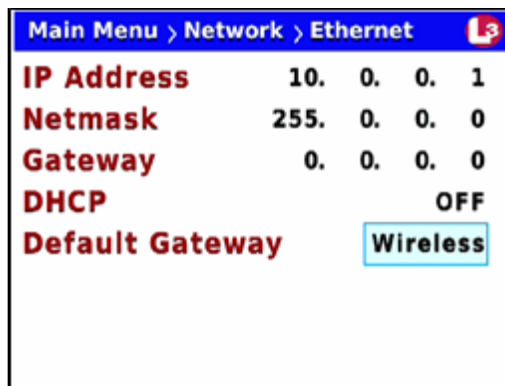 Main Menu > Network > Ethernet L3
IP Address 10. 0. 0. 1
Netmask 255. 0. 0. 0
Gateway 0. 0. 0. 0
DHCP OFF
Default Gateway Wireless